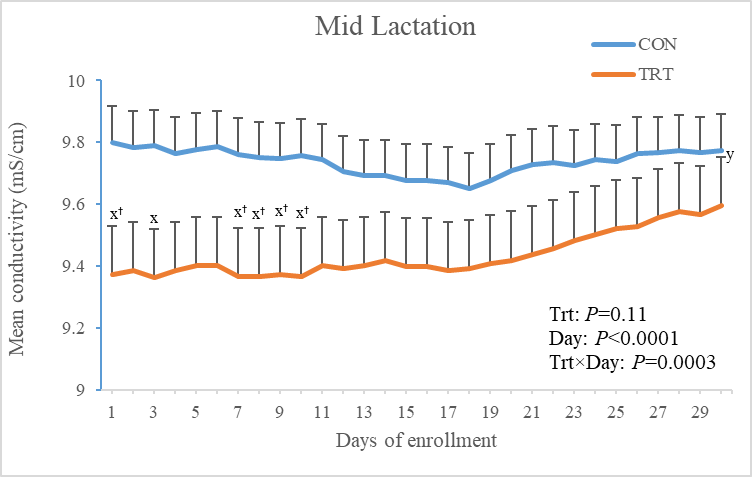 Mid Lactation
CON
TRT
Mean conductivity (mS/cm)
10
9.8
9.6
9.4
9.2
9
x† x x† x† x† x†
y
Trt: P=0.11
Day: P<0.0001
Trt×Day: P=0.0003
1 3 5 7 9 11 13 15 17 19 21 23 25 27 29
Days of enrollment